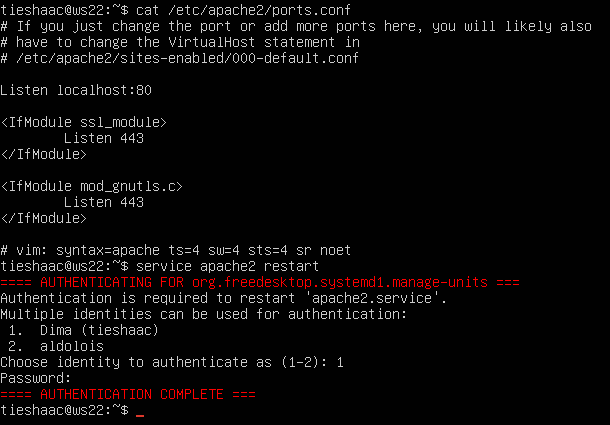 tieshaac@ws22:~$ cat /etc/apache2/ports.conf
# If you just change the port or add more ports here, you will likely also
# have to change the VirtualHost statement in
# /etc/apache2/sites-enabled/000-default.conf

Listen localhost:80

<IfModule ssl_module>
        Listen 443
</IfModule>

<IfModule mod_gnutls.c>
        Listen 443
</IfModule>

# vim: syntax=apache ts=4 sw=4 sts=4 sr noet
tieshaac@ws22:~$ service apache2 restart
==== AUTHENTICATING FOR org.freedesktop.systemd1.manage-units ===
Authentication is required to restart 'apache2.service'.
Multiple identities can be used for authentication:
 1.  Dima (tieshaac)
 2.  aldolois
Choose identity to authenticate as (1-2): 1
Password:
==== AUTHENTICATION COMPLETE ===
tieshaac@ws22:~$ _